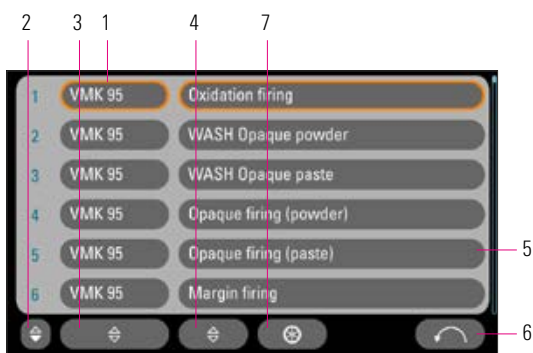 2 3 1 4 7
1 VMK 95 Oxidation firing
2 VMK 95 WASH Opaque powder
3 VMK 95 WASH Opaque paste
4 VMK 95 Opaque firing (powder)
5 VMK 95 Opaque firing (paste) 5
6 VMK 95 Margin firing
6